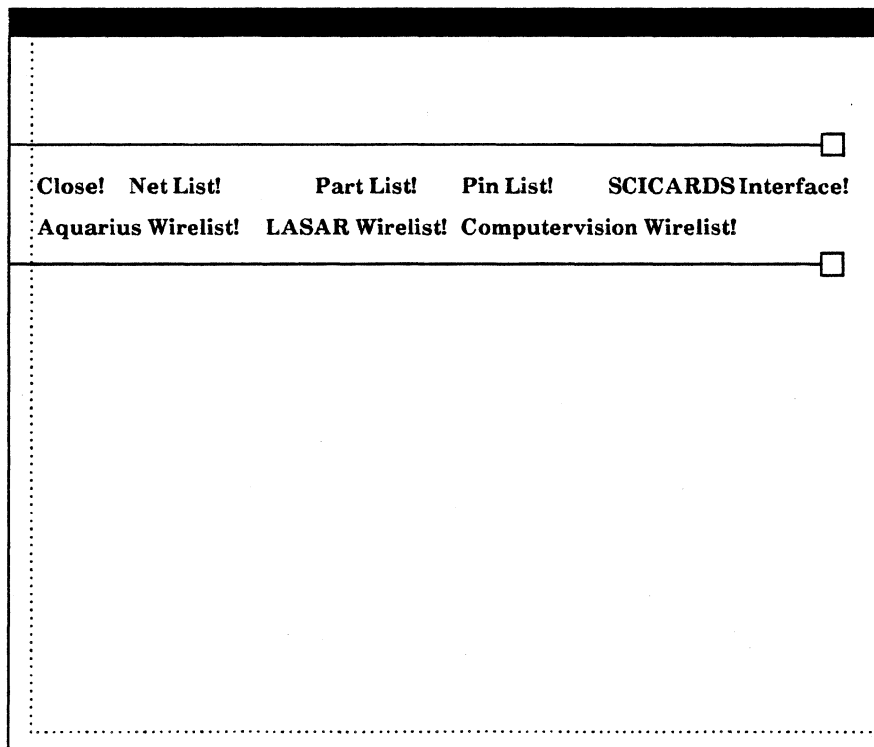 Close! Net List! Part List! Pin List! SCICARDS Interface!
Aquarius Wirelist! LASAR Wirelist! Computervision Wirelist!